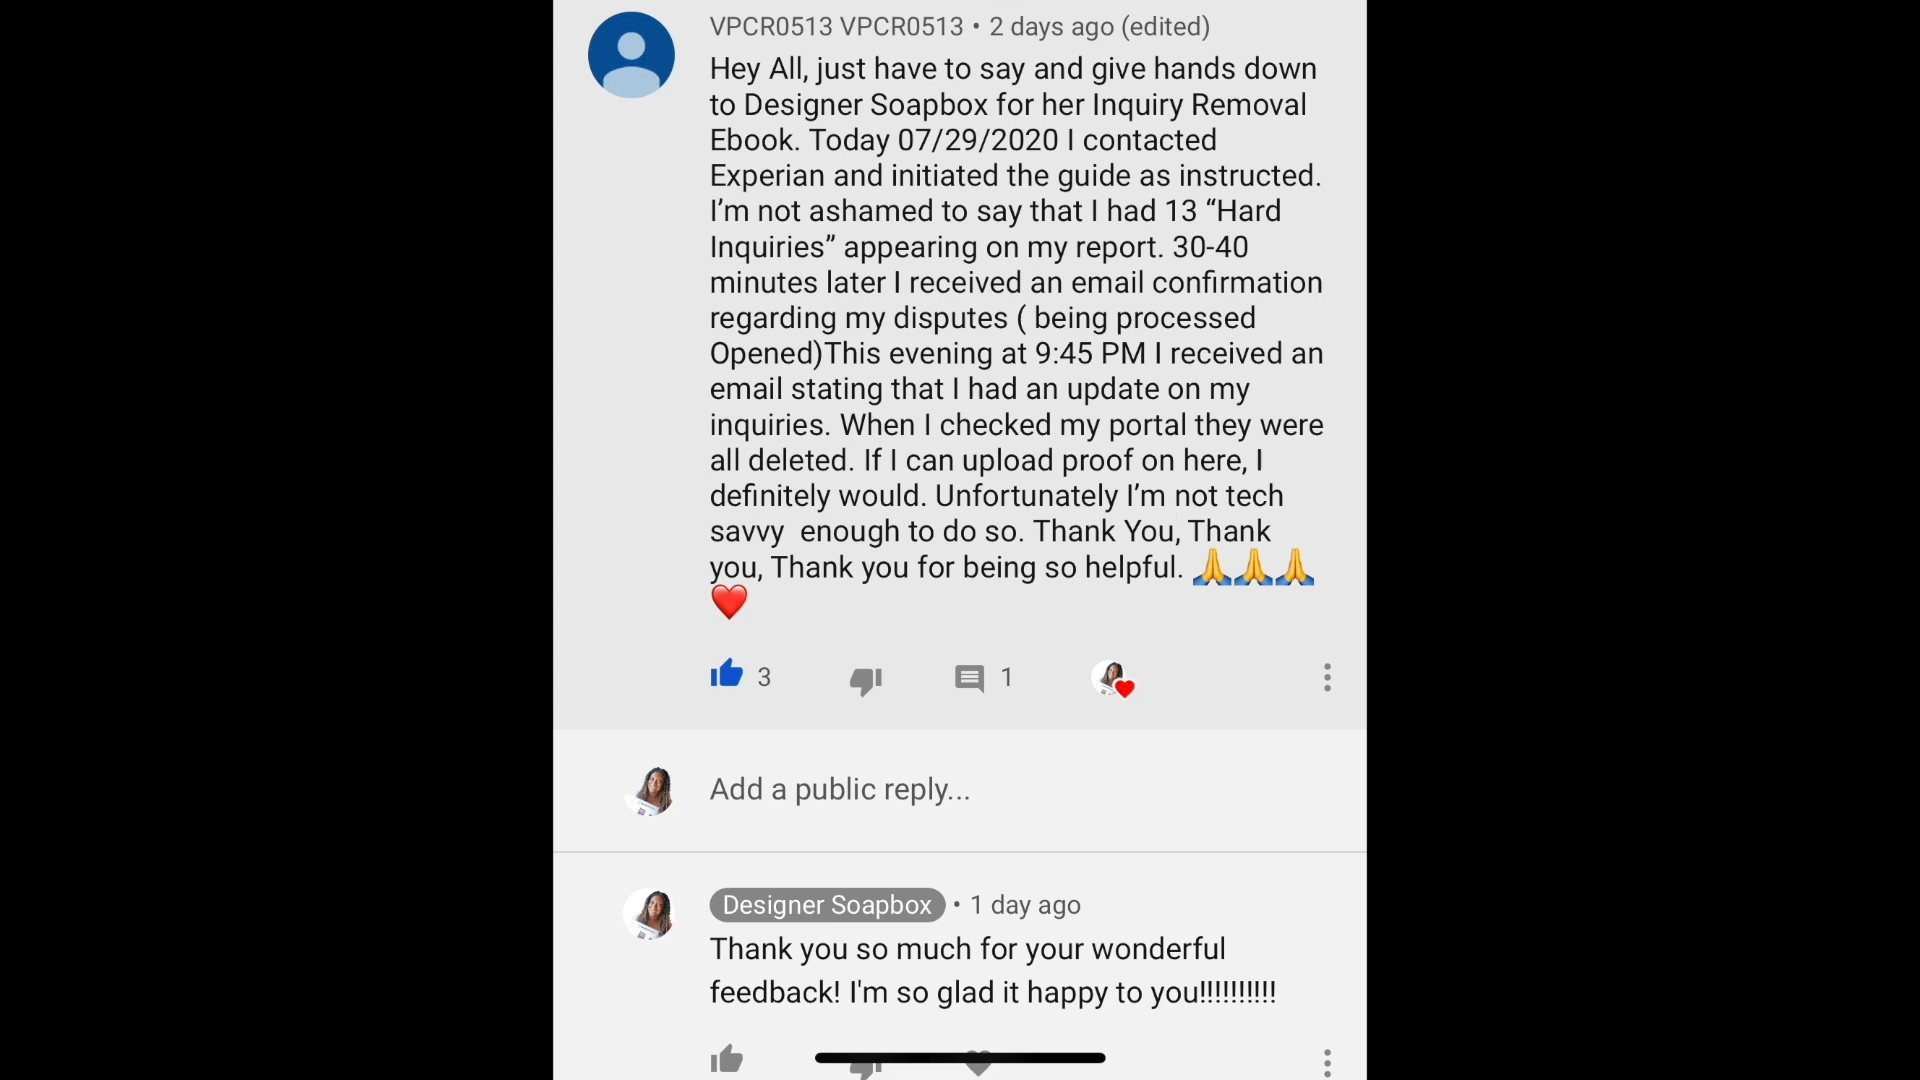 VPCR0513 VPCR0513 • 2 days ago (edited)
Hey All, just have to say and give hands down
to Designer Soapbox for her Inquiry Removal
Ebook. Today 07/29/2020 I contacted
Experian and initiated the guide as instructed.
I’m not ashamed to say that I had 13 “Hard
Inquiries” appearing on my report. 30-40
minutes later I received an email confirmation
regarding my disputes ( being processed
Opened)This evening at 9:45 PM I received an
email stating that I had an update on my
inquiries. When I checked my portal they were
all deleted. If I can upload proof on here, I
definitely would. Unfortunately I’m not tech
savvy  enough to do so. Thank You, Thank
you, Thank you for being so helpful. 🙏🙏🙏
❤️
3 1
Add a public reply...
Designer Soapbox • 1 day ago
Thank you so much for your wonderful
feedback! I'm so glad it happy to you!!!!!!!!!!